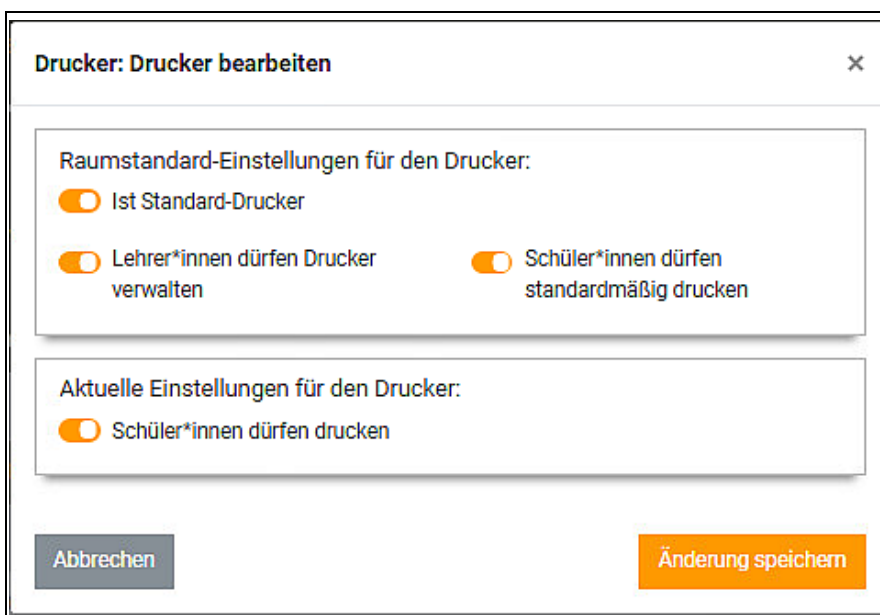 Drucker: Drucker bearbeiten ×
Raumstandard-Einstellungen für den Drucker:
Ist Standard-Drucker
Lehrer*innen dürfen Drucker
verwalten
Schüler*innen dürfen
standardmäßig drucken
Aktuelle Einstellungen für den Drucker:
Schüler*innen dürfen drucken
Abbrechen
Änderung speichern